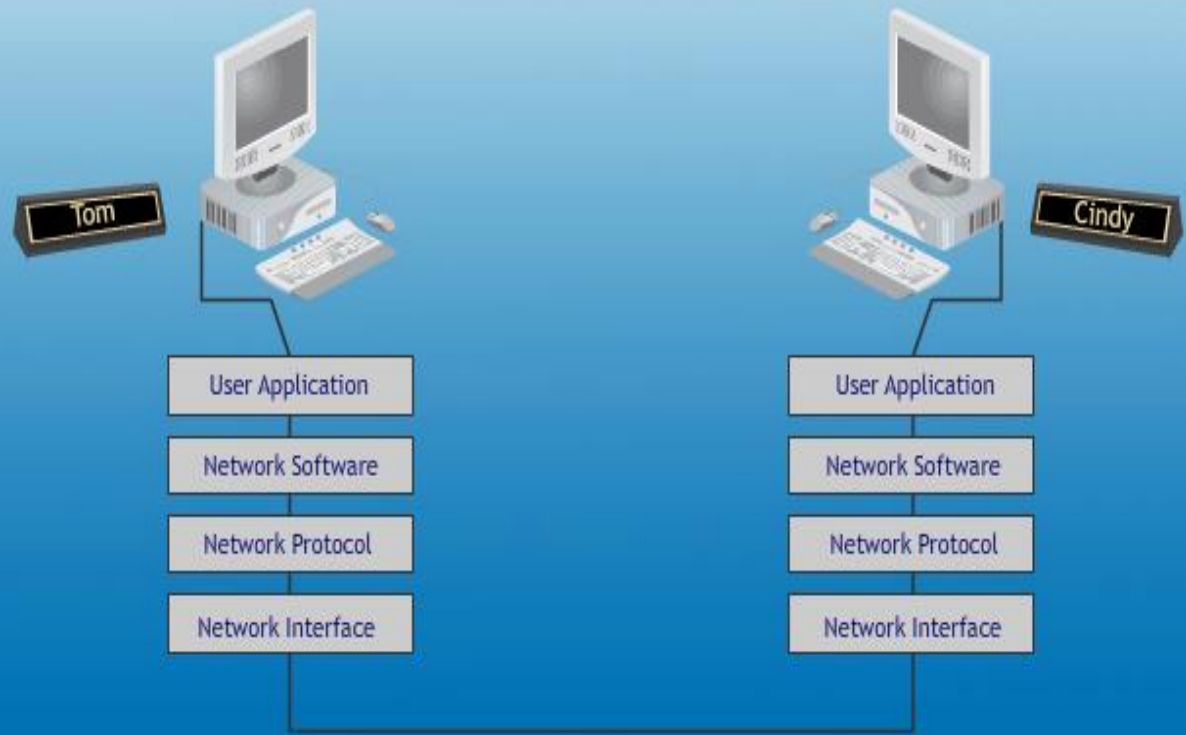 Tom
Cindy
User Application
User Application
Network Software
Network Software
Network Protocol
Network Protocol
Network Interface
Network Interface